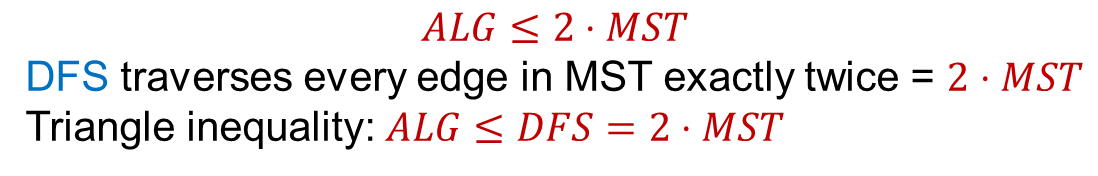 ALG ≤ 2 · MST
DFS traverses every edge in MST exactly twice = 2 · MST
Triangle inequality: ALG ≤ DFS = 2 · MST